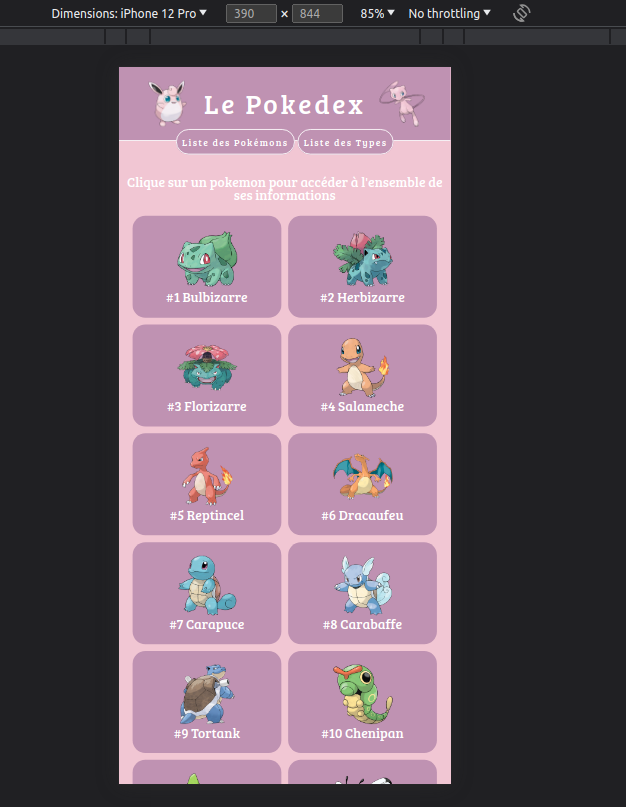 Dimensions: iPhone 12 Pro 390 × 844 85% No throttling
Le Pokedex
Liste des Pokémons Liste des Types
Clique sur un pokemon pour accéder à l'ensemble de
ses informations
#1 Bulbizarre #2 Herbizarre
#3 Florizarre #4 Salameche
#5 Reptincel #6 Dracaufeu
#7 Carapuce #8 Carabaffe
#9 Tortank #10 Chenipan